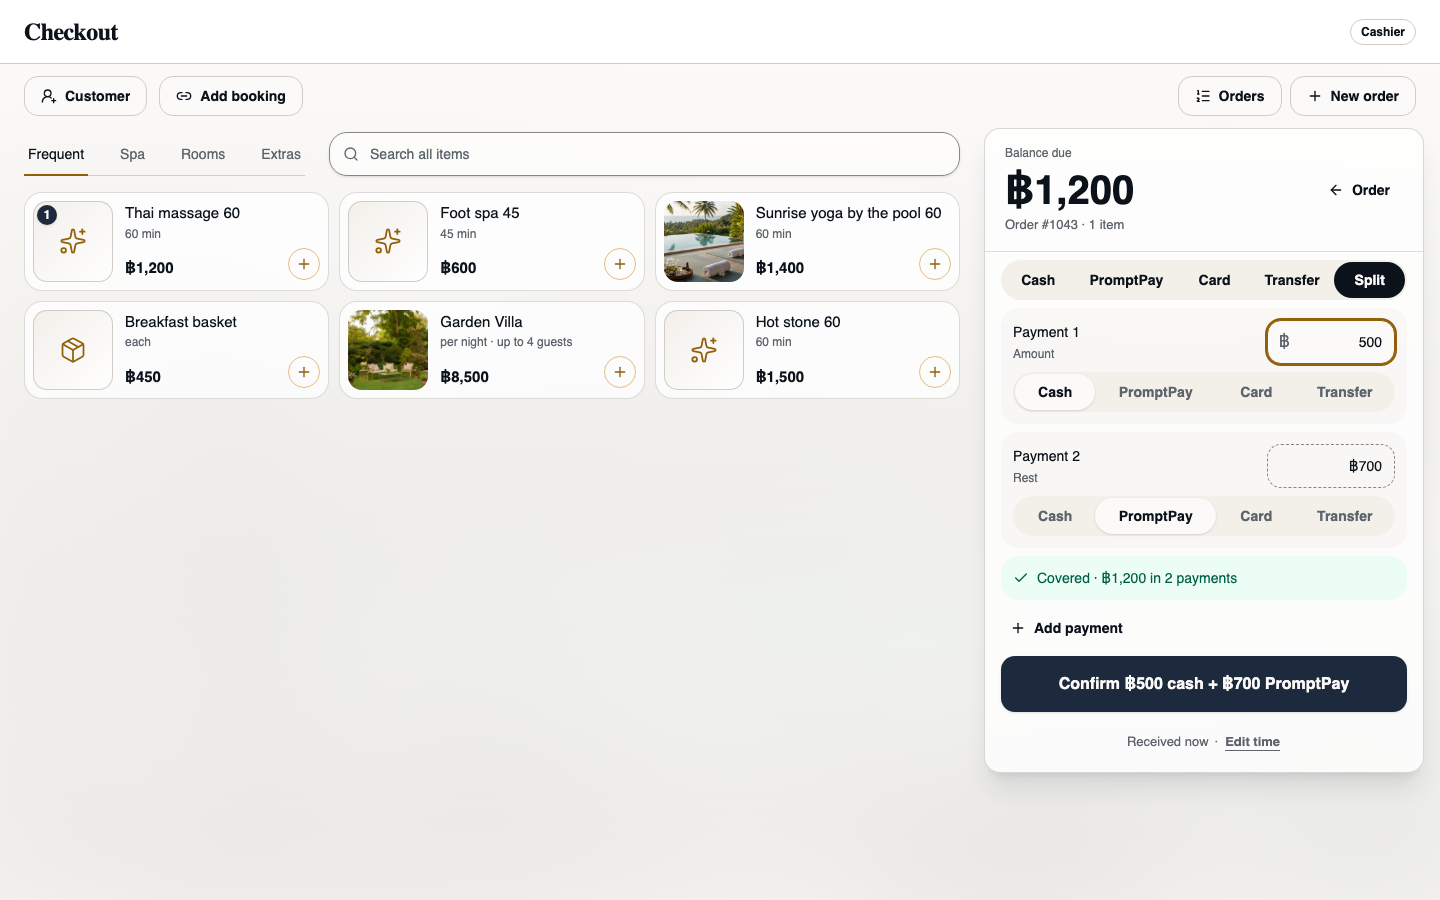 Checkout
Cashier
Customer
Add booking
Orders
New order
Frequent
Spa
Rooms
Extras
Search all items
1
Thai massage 60
60 min
฿1,200
Foot spa 45
45 min
฿600
Sunrise yoga by the pool 60
60 min
฿1,400
Breakfast basket
each
฿450
Garden Villa
per night · up to 4 guests
฿8,500
Hot stone 60
60 min
฿1,500
Balance due
฿1,200
Order
Order #1043 · 1 item
Cash
PromptPay
Card
Transfer
Split
Payment 1
Amount
฿ 500
Cash
PromptPay
Card
Transfer
Payment 2
Rest
฿700
Cash
PromptPay
Card
Transfer
Covered · ฿1,200 in 2 payments
Add payment
Confirm ฿500 cash + ฿700 PromptPay
Received now · Edit time